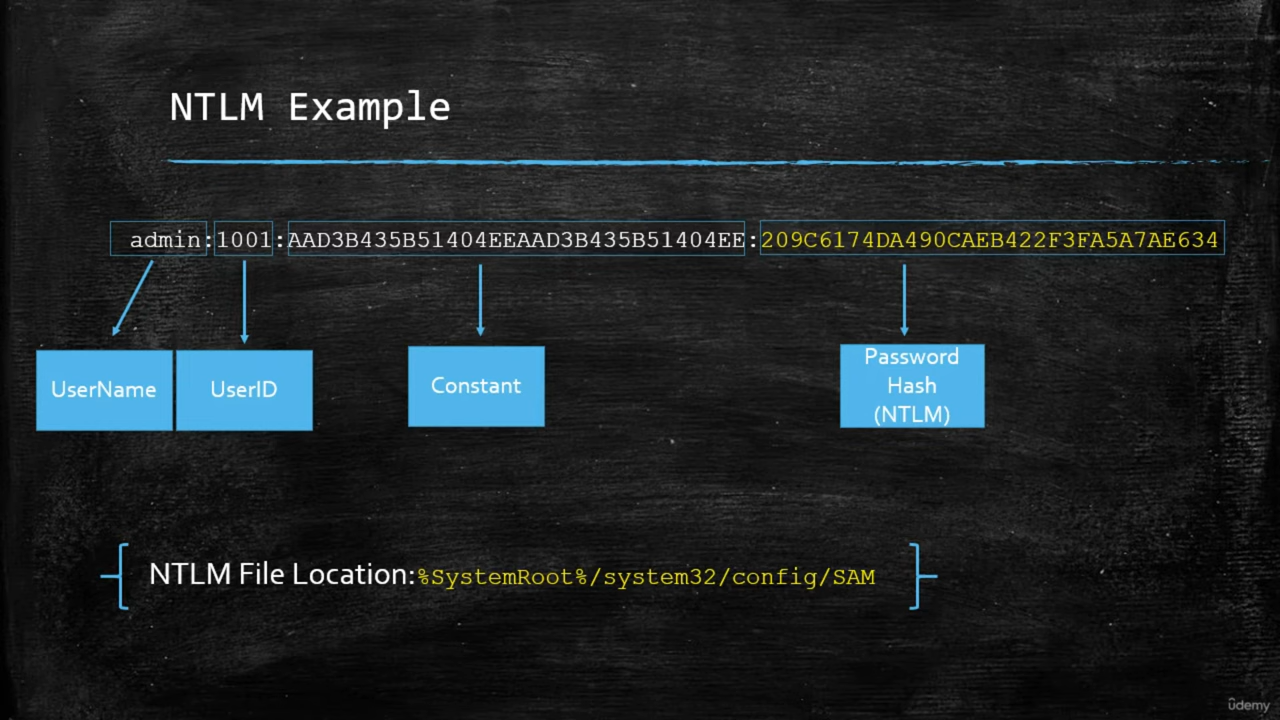 NTLM Example
admin:1001:AAD3B435B51404EEAAD3B435B51404EE:209C6174DA490CAEB422F3FA5A7AE634
UserName
UserID
Constant
Password
Hash
(NTLM)
NTLM File Location:%SystemRoot%/system32/config/SAM
ûdemy